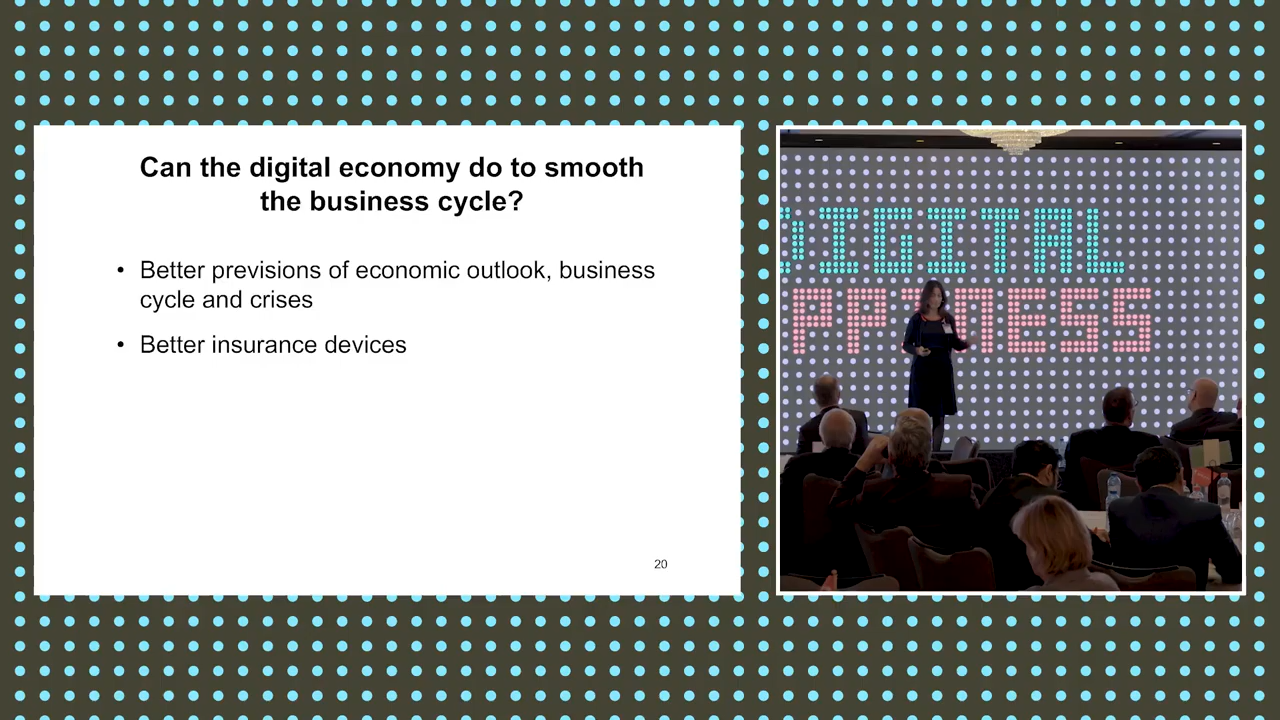 Can the digital economy do to smooth
the business cycle?
• Better previsions of economic outlook, business
cycle and crises
• Better insurance devices
20
DIGITAL
PPINESS